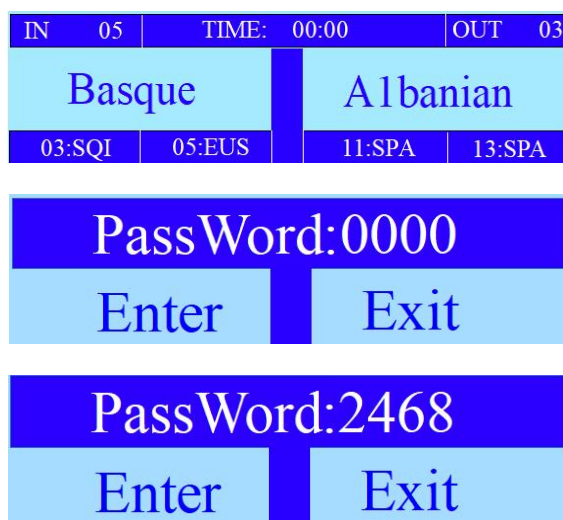 IN 05 TIME: 00:00 OUT 03
Basque A1banian
03:SQI 05:EUS 11:SPA 13:SPA
PassWord:0000
Enter Exit
PassWord:2468
Enter Exit